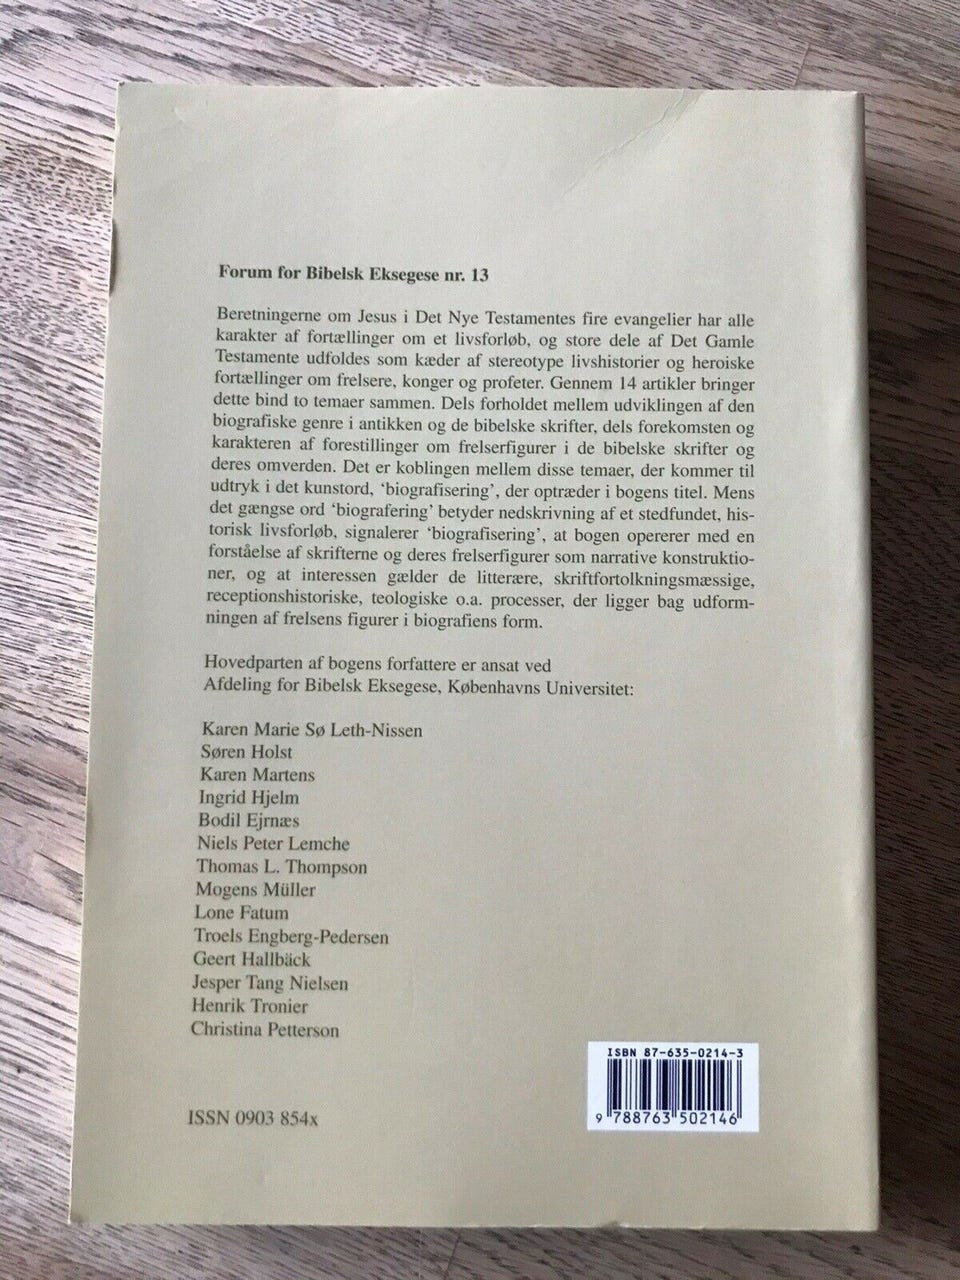 Forum for Bibelsk Eksegese nr. 13
Beretningerne om Jesus i Det Nye Testamentes fire evangelier har alle
karakter af fortællinger om et livsforløb, og store dele af Det Gamle
Testamente udfoldes som kæder af stereotype livshistorier og heroiske
fortællinger om frelsere, konger og profeter. Gennem 14 artikler bringer
dette bind to temaer sammen. Dels forholdet mellem udviklingen af den
biografiske genre i antikken og de bibelske skrifter, dels forekomsten og
karakteren af forestillinger om frelserfigurer i de bibelske skrifter og
deres omverden. Det er koblingen mellem disse temaer, der kommer til
udtryk i det kunstord, ‘biografisering’, der optræder i bogens titel. Mens
det gængse ord ‘biografering’ betyder nedskrivning af et stedfundet, his-
torisk livsforløb, signalerer ‘biografisering’, at bogen opererer med en
forståelse af skrifterne og deres frelserfigurer som narrative konstruktio-
ner, og at interessen gælder de litterære, skriftfortolkningsmæssige,
receptionshistoriske, teologiske o.a. processer, der ligger bag udform-
ningen af frelsens figurer i biografiens form.
Hovedparten af bogens forfattere er ansat ved
Afdeling for Bibelsk Eksegese, Københavns Universitet:
Karen Marie Sø Leth-Nissen
Søren Holst
Karen Martens
Ingrid Hjelm
Bodil Ejrnæs
Niels Peter Lemche
Thomas L. Thompson
Mogens Müller
Lone Fatum
Troels Engberg-Pedersen
Geert Hallbäck
Jesper Tang Nielsen
Henrik Tronier
Christina Petterson
ISBN 87-635-0214-3
9 788763 502146
ISSN 0903 854x